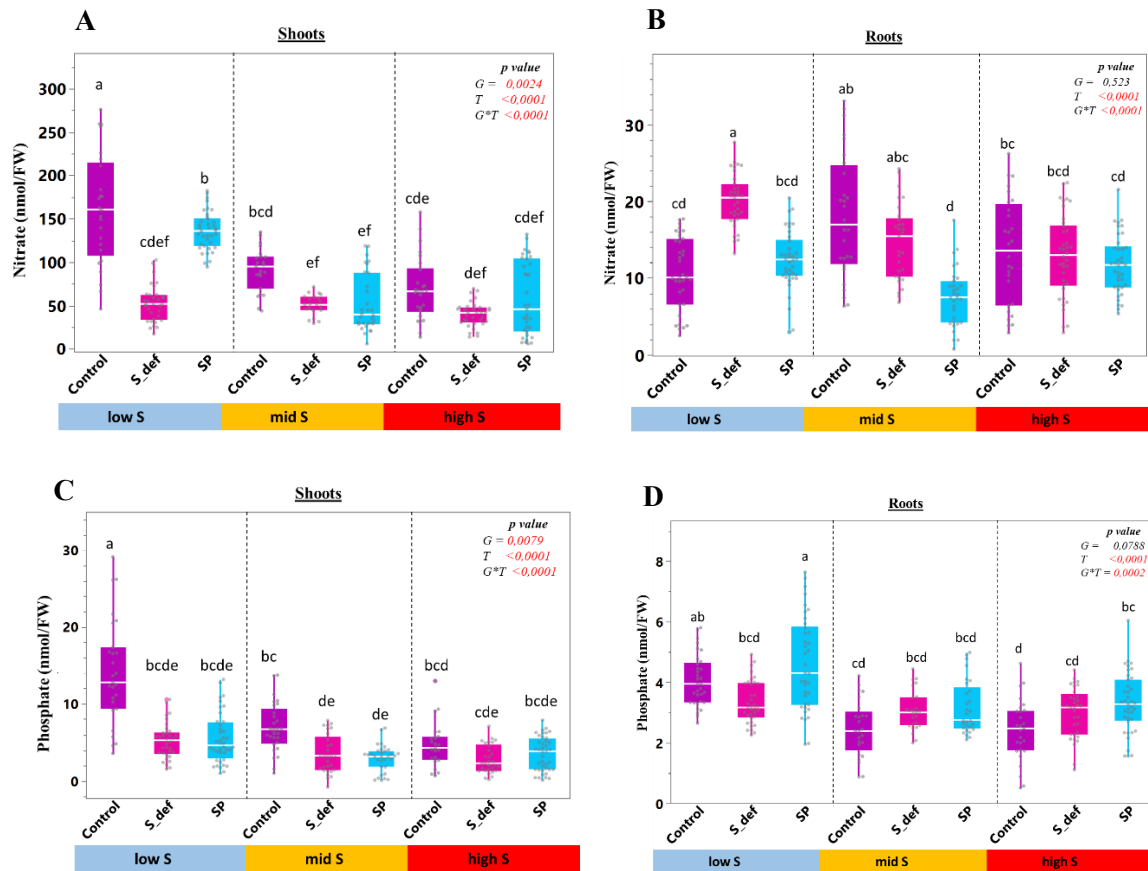 A
Shoots
p value
G = 0,0024
T <0,0001
G*T <0,0001
Nitrate (nmol/FW)
300
250
200
150
100
50
0
a
cdef
b
bcd
ef
ef
cde
def
cdef
Control
S_def
SP
Control
S_def
SP
Control
S_def
SP
low S
mid S
high S
B
Roots
p value
G = 0,523
T <0,0001
G*T <0,0001
Nitrate (nmol/FW)
30
20
10
0
cd
a
bcd
ab
abc
d
bc
bcd
cd
Control
S_def
SP
Control
S_def
SP
Control
S_def
SP
low S
mid S
high S
C
Shoots
p value
G = 0,0079
T <0,0001
G*T <0,0001
Phosphate (nmol/FW)
30
20
10
0
a
bcde
bcde
bc
de
de
bcd
cde
bcde
Control
S_def
SP
Control
S_def
SP
Control
S_def
SP
low S
mid S
high S
D
Roots
p value
G = 0,0788
T <0,0001
G*T = 0,0002
Phosphate (nmol/FW)
8
6
4
2
0
ab
bcd
a
cd
bcd
bcd
d
cd
bc
Control
S_def
SP
Control
S_def
SP
Control
S_def
SP
low S
mid S
high S